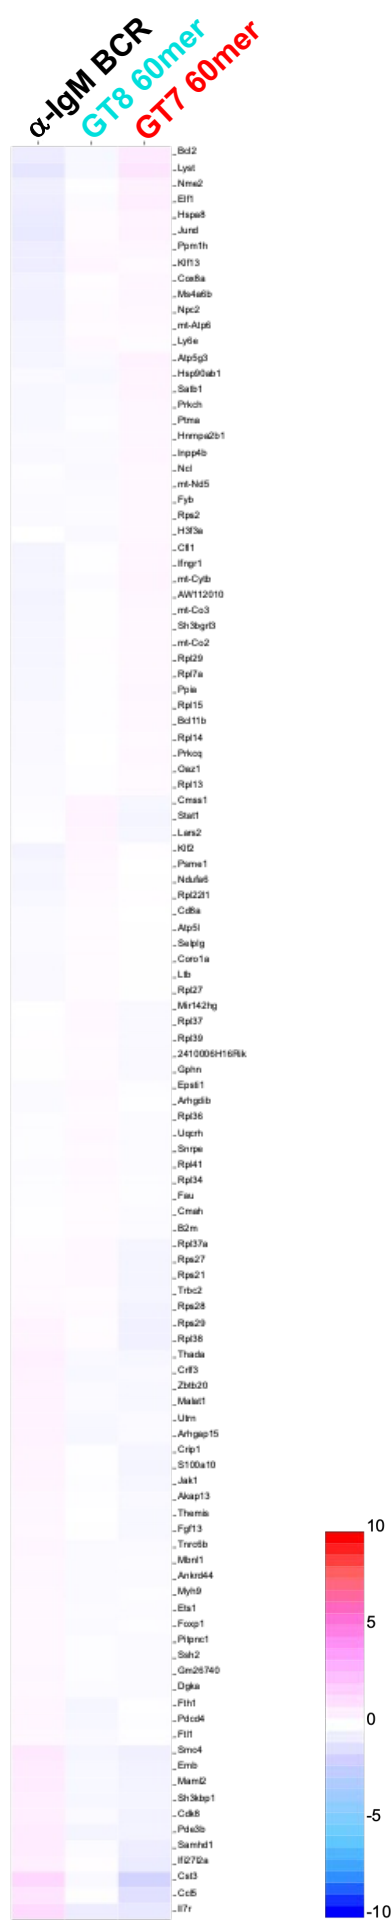 α-IgM BCR
GT8 60mer
GT7 60mer
Bcl2
Lyst
Nme2
Elf1
Hspa8
Jund
Ppm1h
Klf13
Cox8a
Ms4a6b
Npc2
mt-Atp6
Ly6e
Atp5g3
Hsp90ab1
Satb1
Prkch
Ptma
Hnrnpa2b1
Inpp4b
Ncl
mt-Nd5
Fyb
Rps2
H3f3a
Cfl1
Ifngr1
mt-Cytb
AW112010
mt-Co3
Sh3bgrl3
mt-Co2
Rpl29
Rpl7a
Ppia
Rpl15
Bcl11b
Rpl14
Prkcq
Oaz1
Rpl13
Cmss1
Stat1
Lars2
Klf2
Psme1
Ndufa6
Rpl22l1
Cd8a
Atp5l
Selplg
Coro1a
Ltb
Rpl27
Mir142hg
Rpl37
Rpl39
2410006H16Rik
Gphn
Epsti1
Arhgdib
Rpl36
Uqcrh
Snrpe
Rpl41
Rpl34
Fau
Cmah
B2m
Rpl37a
Rps27
Rps21
Trbc2
Rps28
Rps29
Rpl38
Thada
Crlf3
Zbtb20
Malat1
Utrn
Arhgap15
Crip1
S100a10
Jak1
Akap13
Themis
Fgf13
Tnrc6b
Mbnl1
Ankrd44
Myh9
Ets1
Foxp1
Pitpnc1
Ssh2
Gm26740
Dgka
Fth1
Pdcd4
Ftl1
Smc4
Emb
Maml2
Sh3kbp1
Cdk8
Pde3b
Samhd1
Ifi27l2a
Cst3
Ccl5
Il7r
10
5
0
-5
-10